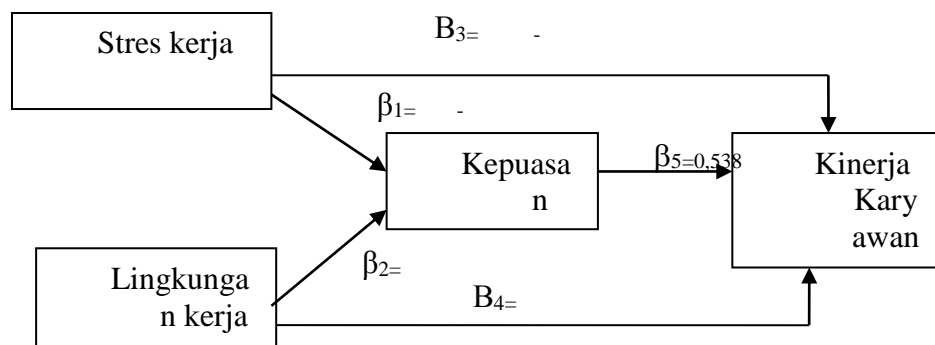 Stres kerja
B3= -
β1= -
Kepuasa
n
β5=0,538
Kinerja
Kary
awan
β2=
Lingkunga
n kerja
B4=